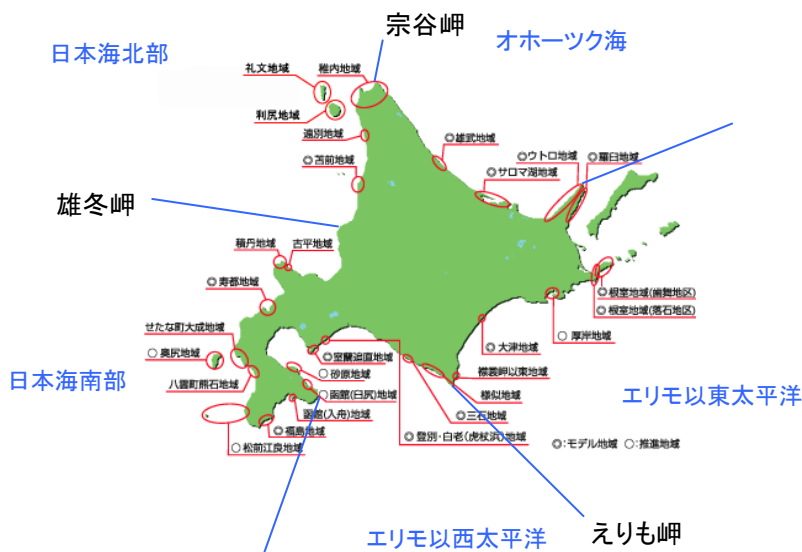 宗谷岬
オホーツク海
日本海北部
礼文地域
稚内地域
利尻地域
遠別地域
◎雄武地域
◎苫前地域
◎ウトロ地域
◎羅臼地域
◎サロマ湖地域
雄冬岬
積丹地域
古平地域
◎寿都地域
◎根室地域(歯舞地区)
◎根室地域(落石地区)
せたな町大成地域
○厚岸地域
◎大津地域
○奥尻地域
◎室蘭追直地域
襟裳岬以東地域
日本海南部
八雲町熊石地域
○砂原地域
様似地域
エリモ以東太平洋
○函館(臼尻)地域
函館(入舟)地域
◎三石地域
◎福島地域
◎登別・白老(虎杖浜)地域
◎:モデル地域 ○:推進地域
○松前江良地域
エリモ以西太平洋
えりも岬